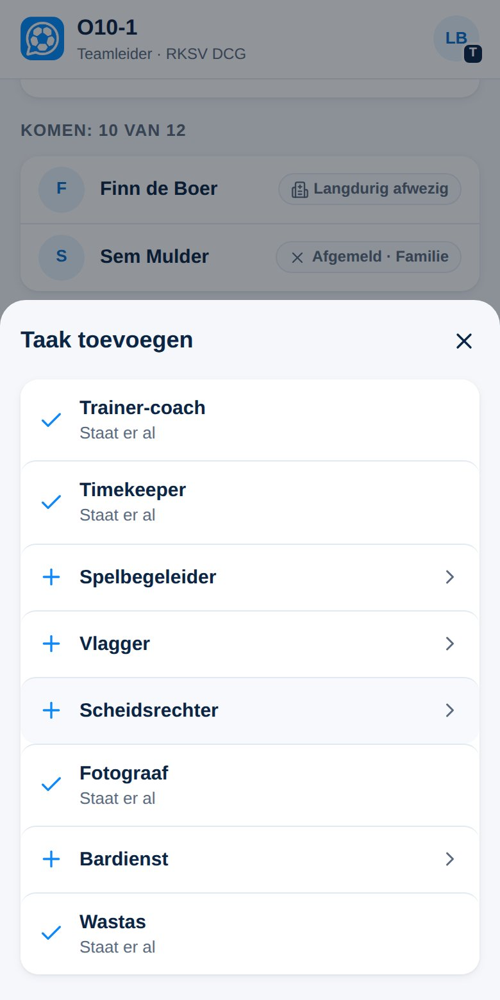 O10-1
Teamleider · RKSV DCG
LB
T
KOMEN: 10 VAN 12
F
Finn de Boer
Langdurig afwezig
S
Sem Mulder
Afgemeld · Familie
Taak toevoegen
Trainer-coach
Staat er al
Timekeeper
Staat er al
Spelbegeleider
Vlagger
Scheidsrechter
Fotograaf
Staat er al
Bardienst
Wastas
Staat er al